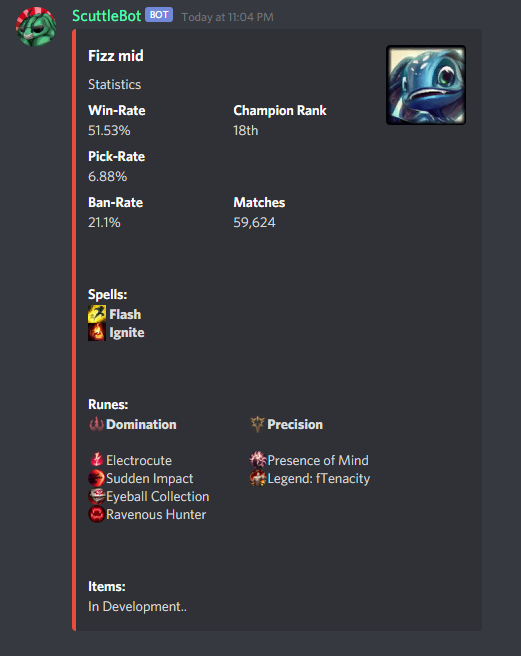 ScuttleBot BOT Today at 11:04 PM
Fizz mid
Statistics
Win-Rate Champion Rank
51.53% 18th
Pick-Rate
6.88%
Ban-Rate Matches
21.1% 59,624
Spells:
Flash
Ignite
Runes:
Domination Precision
Electrocute Presence of Mind
Sudden Impact Legend: fTenacity
Eyeball Collection
Ravenous Hunter
Items:
In Development..